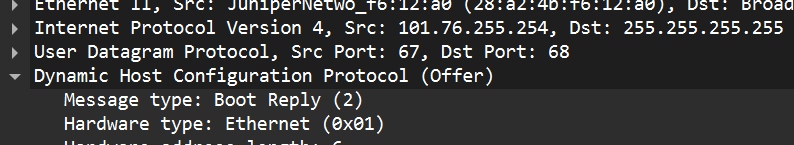 Ethernet II, Src: JuniperNetwo_f6:12:a0 (28:a2:4b:f6:12:a0), Dst: Broad
Internet Protocol Version 4, Src: 101.76.255.254, Dst: 255.255.255.255
User Datagram Protocol, Src Port: 67, Dst Port: 68
Dynamic Host Configuration Protocol (Offer)
Message type: Boot Reply (2)
Hardware type: Ethernet (0x01)
Hardware address length: 6